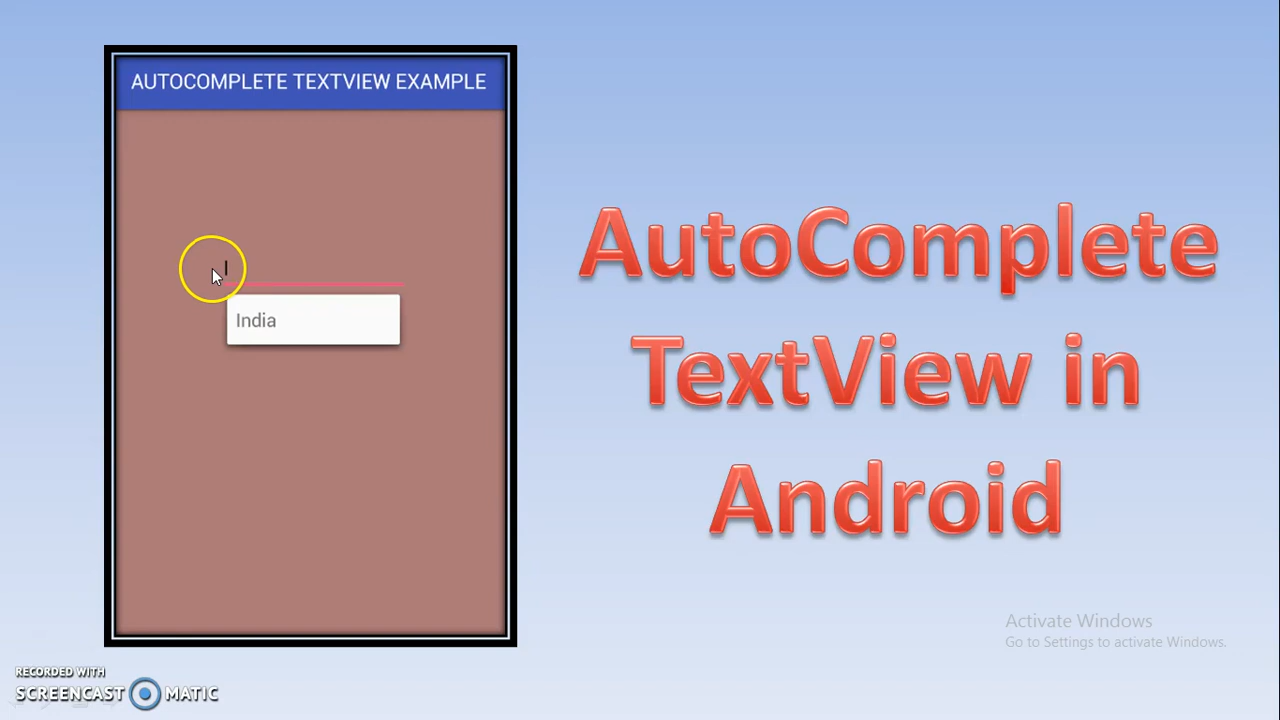 AUTOCOMPLETE TEXTVIEW EXAMPLE
India
AutoComplete
TextView in
Android
Activate Windows
Go to Settings to activate Windows.
RECORDED WITH
SCREENCAST MATIC